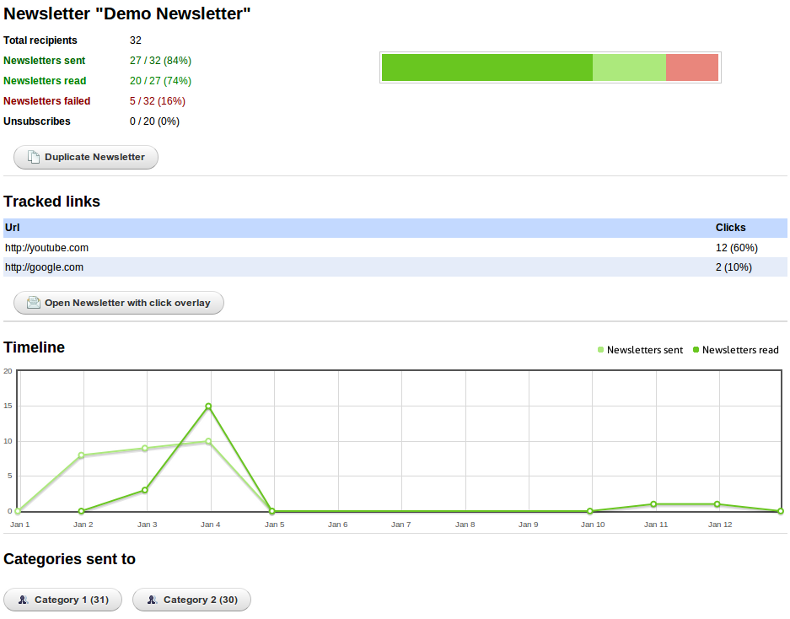 Newsletter "Demo Newsletter"
Total recipients 32
Newsletters sent 27 / 32 (84%)
Newsletters read 20 / 27 (74%)
Newsletters failed 5 / 32 (16%)
Unsubscribes 0 / 20 (0%)
Duplicate Newsletter
Tracked links
Url Clicks
http://youtube.com 12 (60%)
http://google.com 2 (10%)
Open Newsletter with click overlay
Timeline
Newsletters sent Newsletters read
20
15
10
5
0
Jan 1 Jan 2 Jan 3 Jan 4 Jan 5 Jan 6 Jan 7 Jan 8 Jan 9 Jan 10 Jan 11 Jan 12
Categories sent to
Category 1 (31) Category 2 (30)